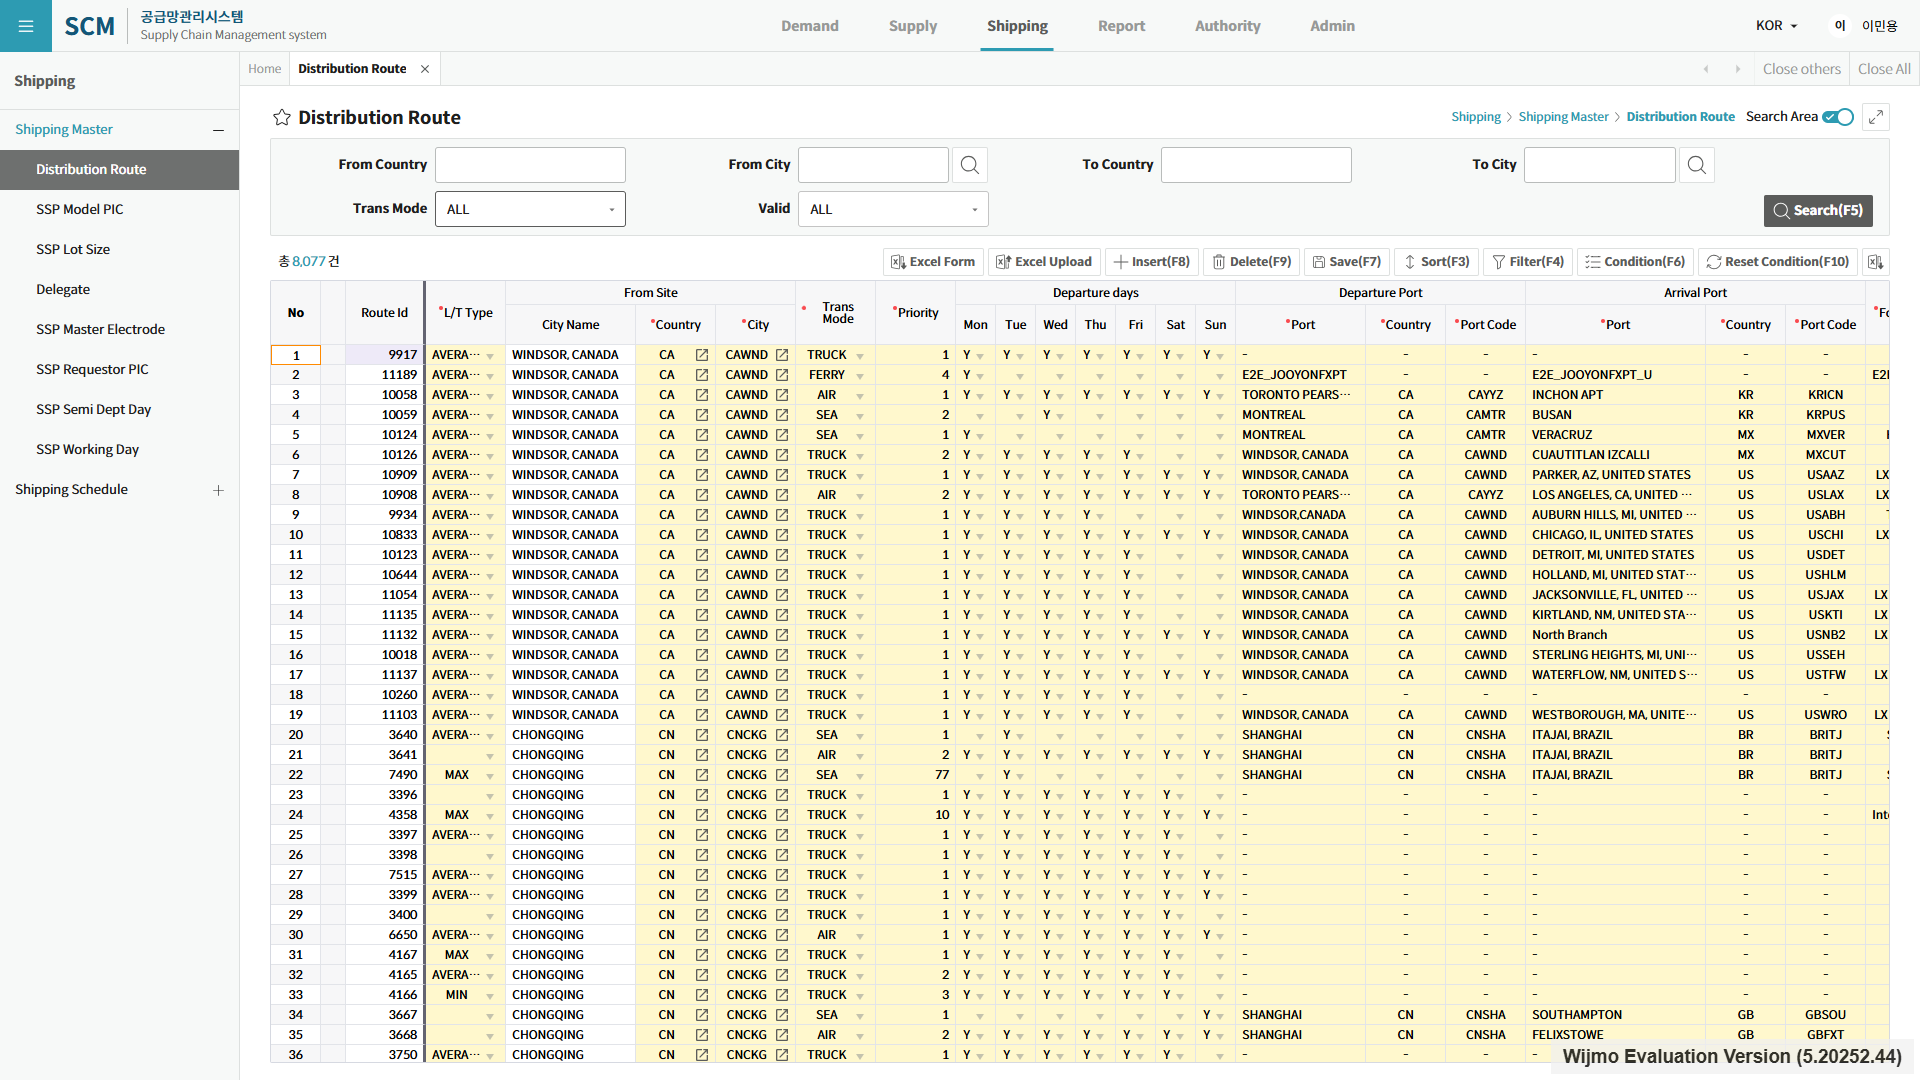 SCM
공급망관리시스템
Supply Chain Management system
Demand Supply Shipping Report Authority Admin
KOR 이 이민용
Shipping
Home Distribution Route Close others Close All
Shipping Master
Distribution Route
SSP Model PIC
SSP Lot Size
Delegate
SSP Master Electrode
SSP Requestor PIC
SSP Semi Dept Day
SSP Working Day
Shipping Schedule
Distribution Route
Shipping > Shipping Master > Distribution Route Search Area
From Country From City To Country To City
Trans Mode ALL Valid ALL Search(F5)
총 8,077 건
Excel Form Excel Upload Insert(F8) Delete(F9) Save(F7) Sort(F3) Filter(F4) Condition(F6) Reset Condition(F10)
No Route Id *L/T Type From Site *Trans Mode *Priority Departure days Departure Port Arrival Port
City Name *Country *City Mon Tue Wed Thu Fri Sat Sun *Port *Country *Port Code *Port *Country *Port Code
1 9917 AVERA··· WINDSOR, CANADA CA CAWND TRUCK 1 Y Y Y Y Y Y Y - - - - - -
2 11189 AVERA··· WINDSOR, CANADA CA CAWND FERRY 4 Y E2E_JOOYONFXPT - - E2E_JOOYONFXPT_U - -
3 10058 AVERA··· WINDSOR, CANADA CA CAWND AIR 1 Y Y Y Y Y Y Y TORONTO PEARS··· CA CAYYZ INCHON APT KR KRICN
4 10059 AVERA··· WINDSOR, CANADA CA CAWND SEA 2 Y MONTREAL CA CAMTR BUSAN KR KRPUS
5 10124 AVERA··· WINDSOR, CANADA CA CAWND SEA 1 Y MONTREAL CA CAMTR VERACRUZ MX MXVER
6 10126 AVERA··· WINDSOR, CANADA CA CAWND TRUCK 2 Y Y Y Y Y WINDSOR, CANADA CA CAWND CUAUTITLAN IZCALLI MX MXCUT
7 10909 AVERA··· WINDSOR, CANADA CA CAWND TRUCK 1 Y Y Y Y Y Y Y WINDSOR, CANADA CA CAWND PARKER, AZ, UNITED STATES US USAAZ LX
8 10908 AVERA··· WINDSOR, CANADA CA CAWND AIR 2 Y Y Y Y Y Y Y TORONTO PEARS··· CA CAYYZ LOS ANGELES, CA, UNITED ··· US USLAX LX
9 9934 AVERA··· WINDSOR, CANADA CA CAWND TRUCK 1 Y Y Y Y WINDSOR,CANADA CA CAWND AUBURN HILLS, MI, UNITED ··· US USABH
10 10833 AVERA··· WINDSOR, CANADA CA CAWND TRUCK 1 Y Y Y Y Y Y Y WINDSOR, CANADA CA CAWND CHICAGO, IL, UNITED STATES US USCHI LX
11 10123 AVERA··· WINDSOR, CANADA CA CAWND TRUCK 1 Y Y Y Y Y WINDSOR, CANADA CA CAWND DETROIT, MI, UNITED STATES US USDET
12 10644 AVERA··· WINDSOR, CANADA CA CAWND TRUCK 1 Y Y Y Y Y WINDSOR, CANADA CA CAWND HOLLAND, MI, UNITED STAT··· US USHLM
13 11054 AVERA··· WINDSOR, CANADA CA CAWND TRUCK 1 Y Y Y Y Y WINDSOR, CANADA CA CAWND JACKSONVILLE, FL, UNITED ··· US USJAX LX
14 11135 AVERA··· WINDSOR, CANADA CA CAWND TRUCK 1 Y Y Y Y Y WINDSOR, CANADA CA CAWND KIRTLAND, NM, UNITED STA··· US USKTI LX
15 11132 AVERA··· WINDSOR, CANADA CA CAWND TRUCK 1 Y Y Y Y Y Y Y WINDSOR, CANADA CA CAWND North Branch US USNB2 LX
16 10018 AVERA··· WINDSOR, CANADA CA CAWND TRUCK 1 Y Y Y Y Y WINDSOR, CANADA CA CAWND STERLING HEIGHTS, MI, UNI··· US USSEH
17 11137 AVERA··· WINDSOR, CANADA CA CAWND TRUCK 1 Y Y Y Y Y Y Y WINDSOR, CANADA CA CAWND WATERFLOW, NM, UNITED S··· US USTFW LX
18 10260 AVERA··· WINDSOR, CANADA CA CAWND TRUCK 1 Y Y Y Y Y - - - - - -
19 11103 AVERA··· WINDSOR, CANADA CA CAWND TRUCK 1 Y Y Y Y Y WINDSOR, CANADA CA CAWND WESTBOROUGH, MA, UNITE··· US USWRO LX
20 3640 AVERA··· CHONGQING CN CNCKG SEA 1 Y SHANGHAI CN CNSHA ITAJAI, BRAZIL BR BRITJ
21 3641 CHONGQING CN CNCKG AIR 2 Y Y Y Y Y Y Y SHANGHAI CN CNSHA ITAJAI, BRAZIL BR BRITJ
22 7490 MAX CHONGQING CN CNCKG SEA 77 Y SHANGHAI CN CNSHA ITAJAI, BRAZIL BR BRITJ
23 3396 CHONGQING CN CNCKG TRUCK 1 Y Y Y Y Y Y - - - - - -
24 4358 MAX CHONGQING CN CNCKG TRUCK 10 Y Y Y Y Y Y Y - - - - - -
25 3397 AVERA··· CHONGQING CN CNCKG TRUCK 1 Y Y Y Y Y Y - - - - - -
26 3398 CHONGQING CN CNCKG TRUCK 1 Y Y Y Y Y Y - - - - - -
27 7515 AVERA··· CHONGQING CN CNCKG TRUCK 1 Y Y Y Y Y Y Y - - - - - -
28 3399 AVERA··· CHONGQING CN CNCKG TRUCK 1 Y Y Y Y Y Y Y - - - - - -
29 3400 CHONGQING CN CNCKG TRUCK 1 Y Y Y Y Y Y - - - - - -
30 6650 AVERA··· CHONGQING CN CNCKG AIR 1 Y Y Y Y Y Y Y - - - - - -
31 4167 MAX CHONGQING CN CNCKG TRUCK 1 Y Y Y Y Y Y - - - - - -
32 4165 AVERA··· CHONGQING CN CNCKG TRUCK 2 Y Y Y Y Y Y - - - - - -
33 4166 MIN CHONGQING CN CNCKG TRUCK 3 Y Y Y Y Y Y - - - - - -
34 3667 CHONGQING CN CNCKG SEA 1 Y SHANGHAI CN CNSHA SOUTHAMPTON GB GBSOU
35 3668 CHONGQING CN CNCKG AIR 2 Y Y Y Y Y Y Y SHANGHAI CN CNSHA FELIXSTOWE GB GBFXT
36 3750 AVERA··· CHONGQING CN CNCKG TRUCK 1 Y Y Y Y Y Y - - - -
Wijmo Evaluation Version (5.20252.44)